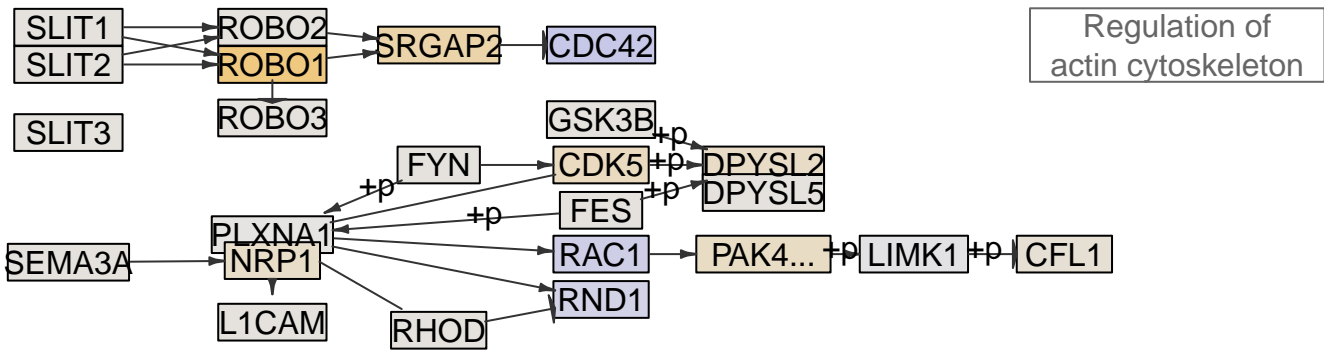 SLIT1
ROBO2
SRGAP2
CDC42
Regulation of
actin cytoskeleton
SLIT2
ROBO1
SLIT3
ROBO3
GSK3B
+p
FYN
CDK5
+p
DPYSL2
+p
FES
+p
DPYSL5
PLXNA1
+p
SEMA3A
NRP1
RAC1
PAK4...
+p
LIMK1
+p
CFL1
RND1
L1CAM
RHOD